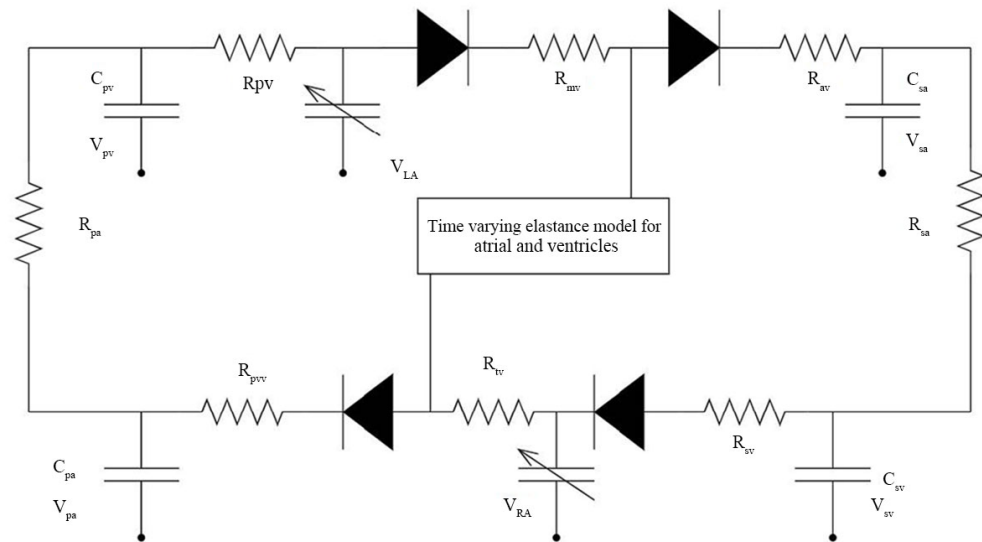 C_pv
Rpv
R_mv
R_av
C_sa
V_pv
V_LA
V_sa
R_pa
Time varying elastance model for
atrial and ventricles
R_sa
R_pvv
R_tv
R_sv
C_pa
C_sv
V_pa
V_RA
V_sv